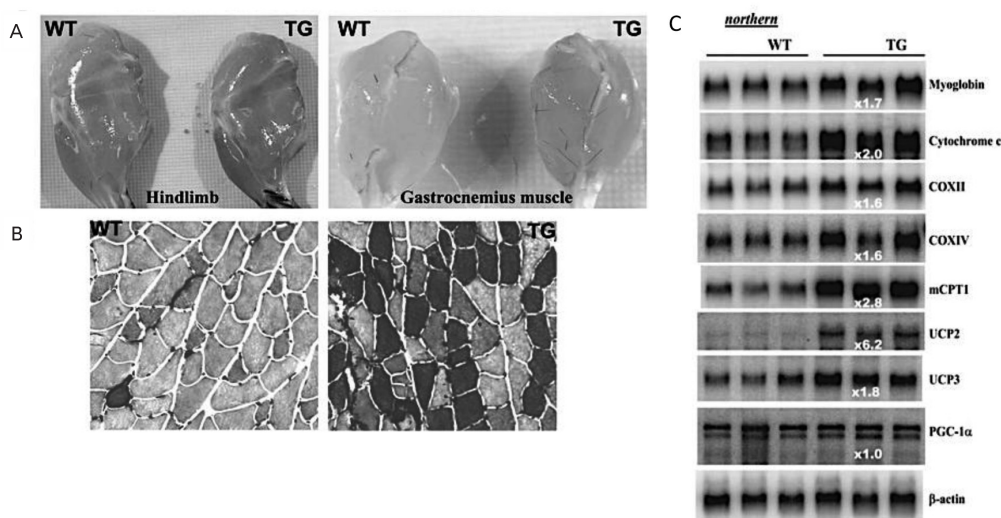 A
WT
TG
Hindlimb
WT
TG
Gastrocnemius muscle
B
WT
TG
C
northern
WT TG
Myoglobin
x1.7
Cytochrome c
x2.0
COXII
x1.6
COXIV
x1.6
mCPT1
x2.8
UCP2
x6.2
UCP3
x1.8
PGC-1α
x1.0
β-actin